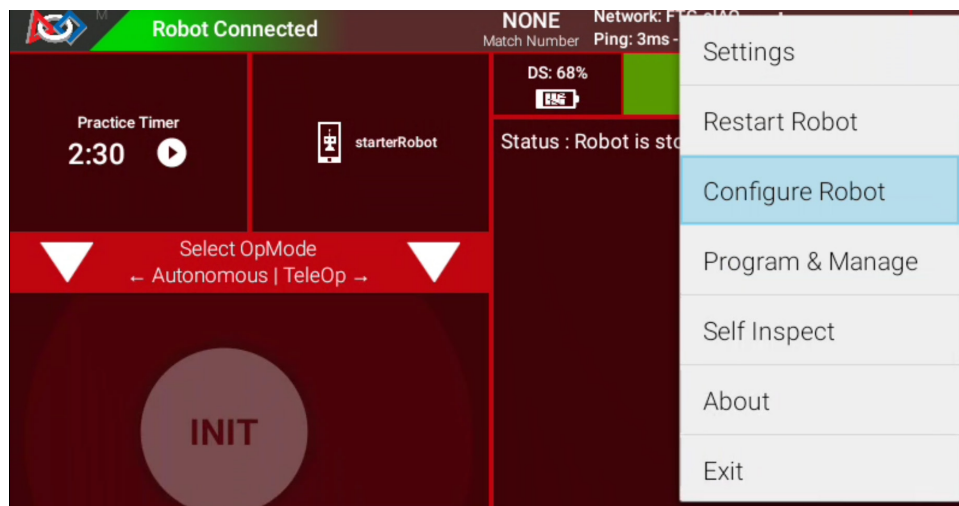 M
Robot Connected
NONE
Match Number
Network: FTC
Ping: 3ms -
Practice Timer
2:30
starterRobot
DS: 68%
Status : Robot is sto
Select OpMode
← Autonomous | TeleOp →
INIT
Settings
Restart Robot
Configure Robot
Program & Manage
Self Inspect
About
Exit